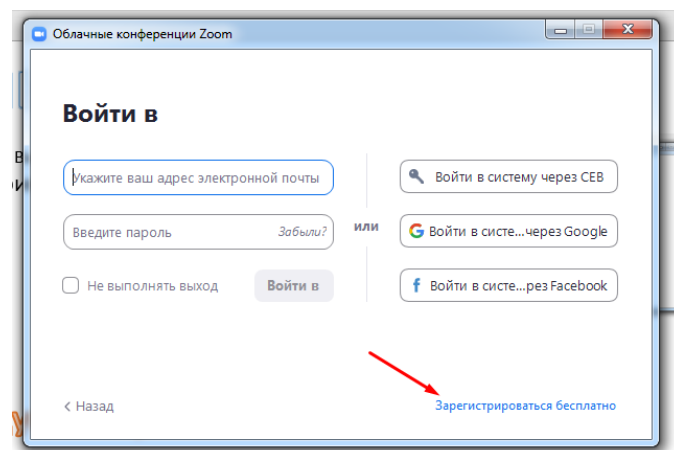 Облачные конференции Zoom
Войти в
Укажите ваш адрес электронной почты
Введите пароль Забыли?
Не выполнять выход Войти в
или
Войти в систему через СЕВ
Войти в систе...через Google
Войти в систе...рез Facebook
< Назад
Зарегистрироваться бесплатно